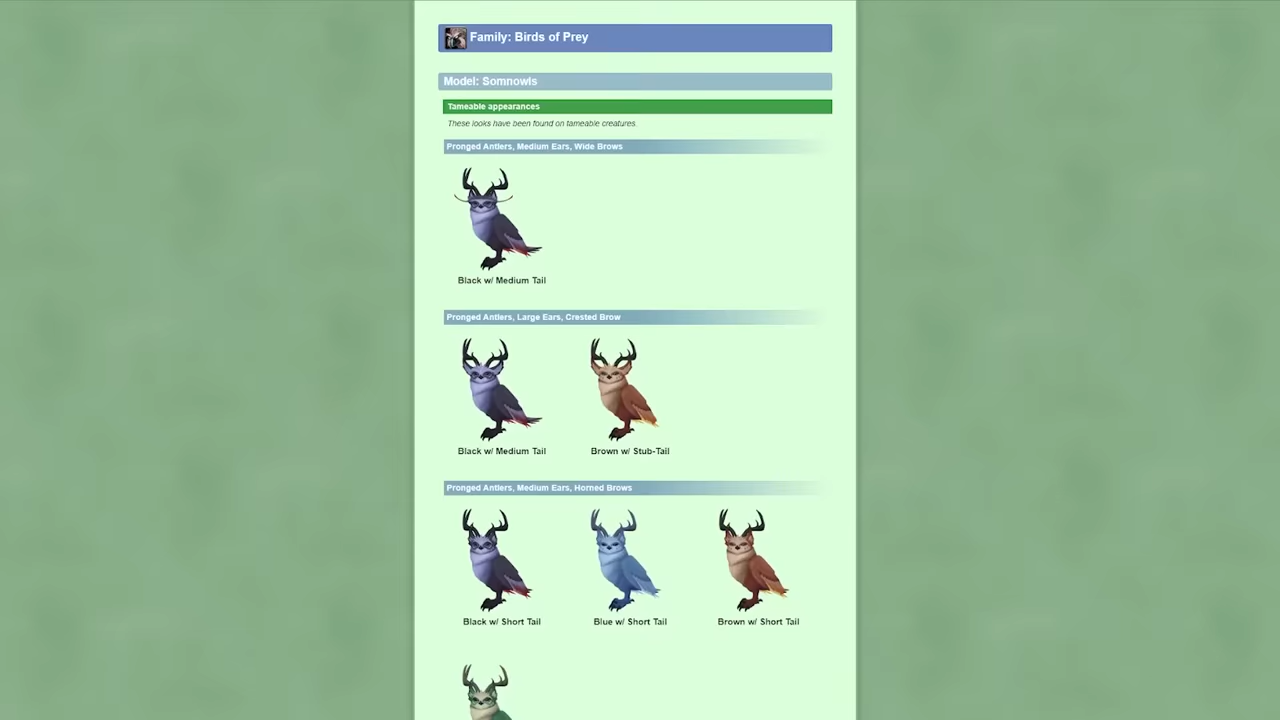 Family: Birds of Prey
Model: Somnowls
Tameable appearances
These looks have been found on tameable creatures.
Pronged Antlers, Medium Ears, Wide Brows
Black w/ Medium Tail
Pronged Antlers, Large Ears, Crested Brow
Black w/ Medium Tail
Brown w/ Stub-Tail
Pronged Antlers, Medium Ears, Horned Brows
Black w/ Short Tail
Blue w/ Short Tail
Brown w/ Short Tail